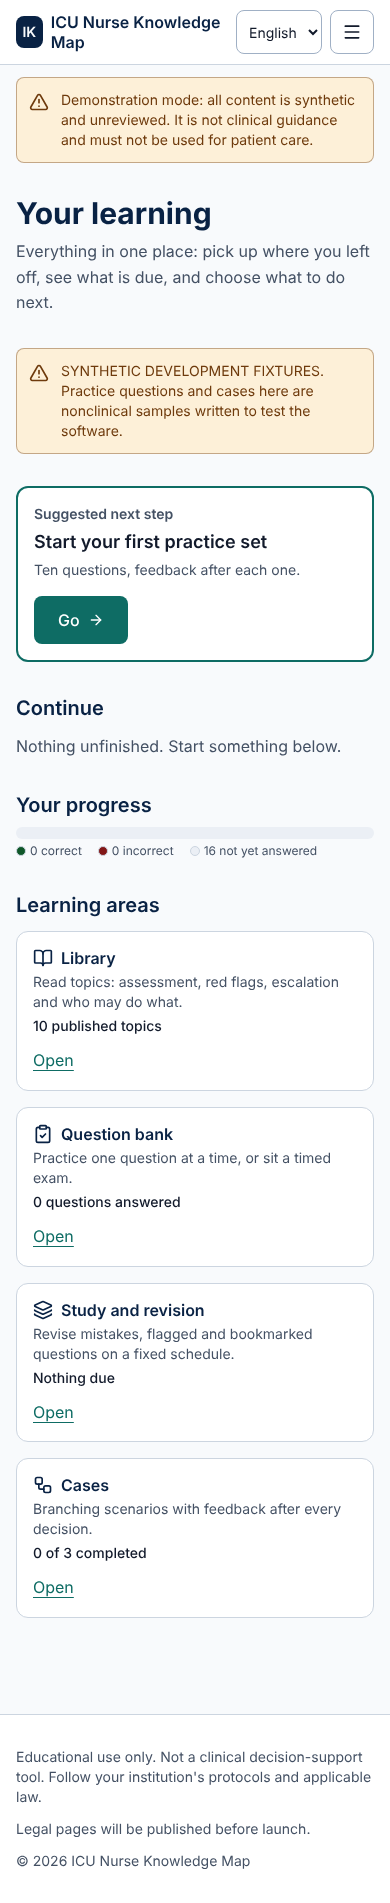 IK
ICU Nurse Knowledge
Map
English
Demonstration mode: all content is synthetic
and unreviewed. It is not clinical guidance
and must not be used for patient care.
Your learning
Everything in one place: pick up where you left
off, see what is due, and choose what to do
next.
SYNTHETIC DEVELOPMENT FIXTURES.
Practice questions and cases here are
nonclinical samples written to test the
software.
Suggested next step
Start your first practice set
Ten questions, feedback after each one.
Go →
Continue
Nothing unfinished. Start something below.
Your progress
0 correct 0 incorrect 16 not yet answered
Learning areas
Library
Read topics: assessment, red flags, escalation
and who may do what.
10 published topics
Open
Question bank
Practice one question at a time, or sit a timed
exam.
0 questions answered
Open
Study and revision
Revise mistakes, flagged and bookmarked
questions on a fixed schedule.
Nothing due
Open
Cases
Branching scenarios with feedback after every
decision.
0 of 3 completed
Open
Educational use only. Not a clinical decision-support
tool. Follow your institution's protocols and applicable
law.
Legal pages will be published before launch.
© 2026 ICU Nurse Knowledge Map